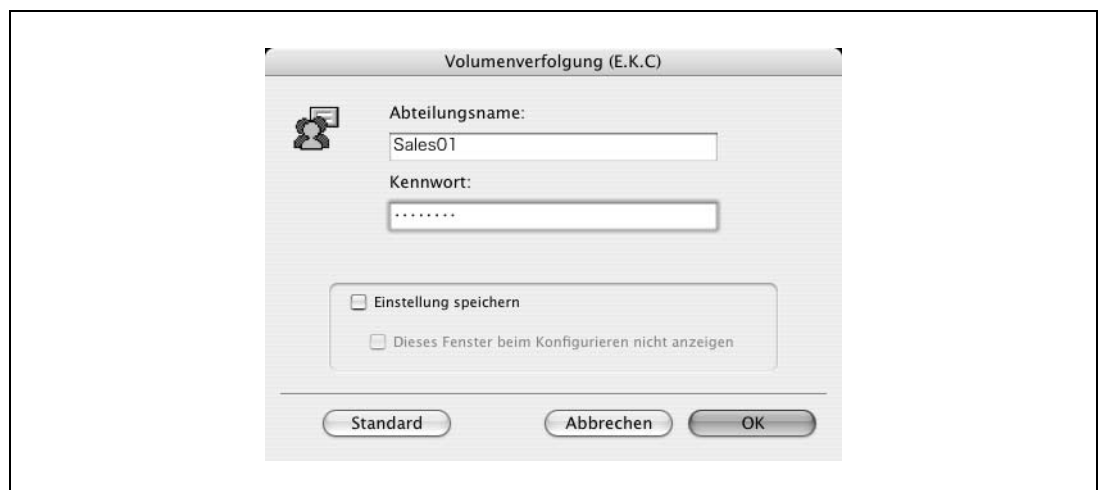 Volumenverfolgung (E.K.C)
Abteilungsname:
Sales01
Kennwort:
········
Einstellung speichern
Dieses Fenster beim Konfigurieren nicht anzeigen
Standard Abbrechen OK